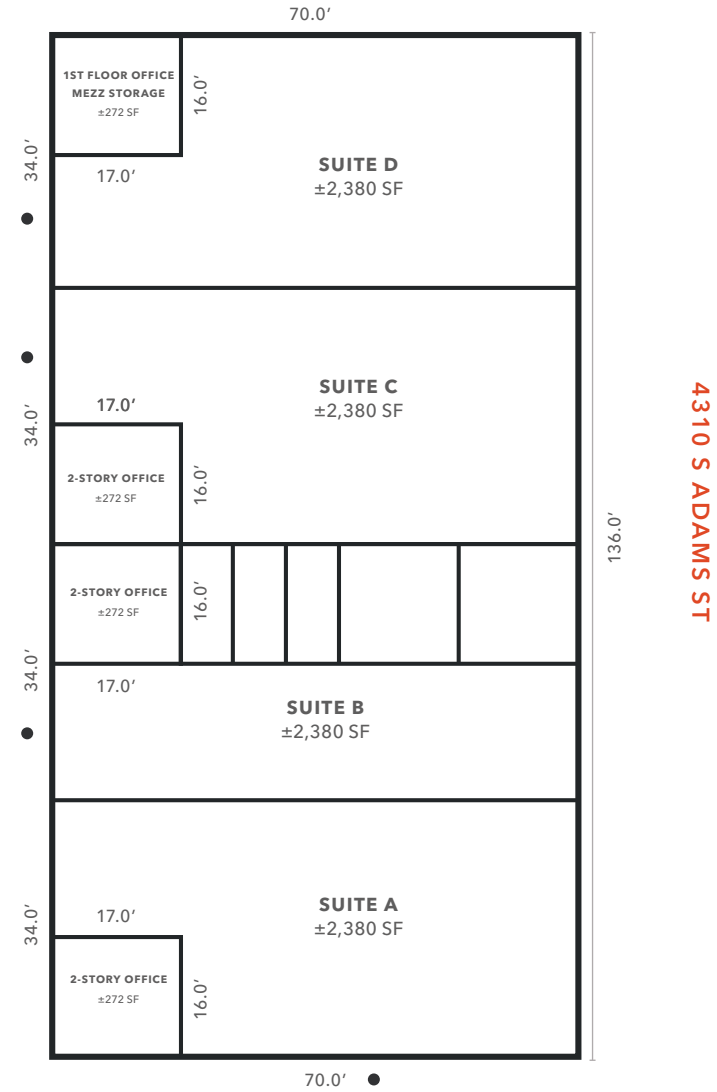 70.0'
1ST FLOOR OFFICE
MEZZ STORAGE
±272 SF
16.0'
34.0'
17.0'
SUITE D
±2,380 SF
SUITE C
±2,380 SF
17.0'
34.0'
2-STORY OFFICE
±272 SF
16.0'
4310 S ADAMS ST
136.0'
2-STORY OFFICE
±272 SF
16.0'
34.0'
17.0'
SUITE B
±2,380 SF
SUITE A
±2,380 SF
17.0'
34.0'
2-STORY OFFICE
±272 SF
16.0'
70.0'